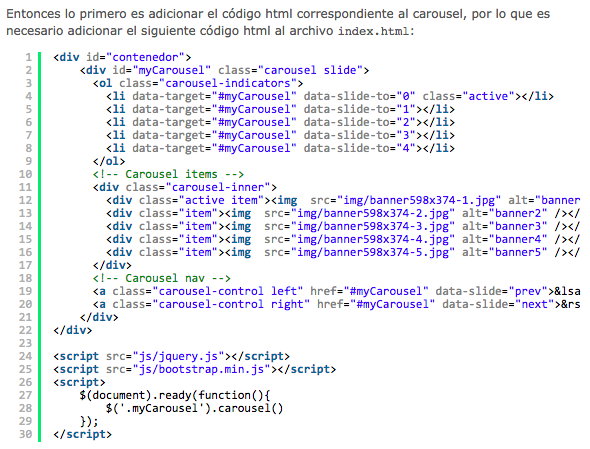 Entonces lo primero es adicionar el código html correspondiente al carousel, por lo que es
necesario adicionar el siguiente código html al archivo index.html:
1 <div id="contenedor">
2     <div id="myCarousel" class="carousel slide">
3       <ol class="carousel-indicators">
4         <li data-target="#myCarousel" data-slide-to="0" class="active"></li>
5         <li data-target="#myCarousel" data-slide-to="1"></li>
6         <li data-target="#myCarousel" data-slide-to="2"></li>
7         <li data-target="#myCarousel" data-slide-to="3"></li>
8         <li data-target="#myCarousel" data-slide-to="4"></li>
9       </ol>
10       <!-- Carousel items -->
11       <div class="carousel-inner">
12         <div class="active item"><img  src="img/banner598x374-1.jpg" alt="banner
13         <div class="item"><img  src="img/banner598x374-2.jpg" alt="banner2" /></
14         <div class="item"><img  src="img/banner598x374-3.jpg" alt="banner3" /></
15         <div class="item"><img  src="img/banner598x374-4.jpg" alt="banner4" /></
16         <div class="item"><img  src="img/banner598x374-5.jpg" alt="banner5" /></
17       </div>
18       <!-- Carousel nav -->
19       <a class="carousel-control left" href="#myCarousel" data-slide="prev">&lsa
20       <a class="carousel-control right" href="#myCarousel" data-slide="next">&rs
21     </div>
22 </div>
23
24 <script src="js/jquery.js"></script>
25 <script src="js/bootstrap.min.js"></script>
26 <script>
27     $(document).ready(function(){
28         $('.myCarousel').carousel()
29     });
30 </script>